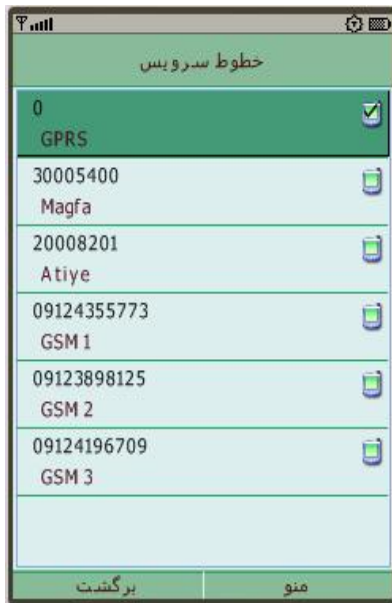 خطوط سرویس
0
GPRS
30005400
Magfa
20008201
Atiye
09124355773
GSM 1
09123898125
GSM 2
09124196709
GSM 3
برگشت
منو